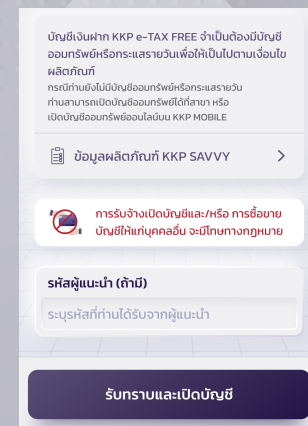 บัญชีเงินฝาก KKP e-TAX FREE จำเป็นต้องมีบัญชี
ออมทรัพย์หรือกระแสรายวันเพื่อให้เป็นไปตามเงื่อนไข
ผลิตภัณฑ์
กรณีท่านยังไม่มีบัญชีออมทรัพย์หรือกระแสรายวัน
ท่านสามารถเปิดบัญชีออมทรัพย์ได้ที่สาขา หรือ
เปิดบัญชีออมทรัพย์ออนไลน์บน KKP MOBILE
ข้อมูลผลิตภัณฑ์ KKP SAVVY
การรับจ้างเปิดบัญชีและ/หรือ การซื้อขาย
บัญชีให้แก่บุคคลอื่น จะมีโทษทางกฎหมาย
รหัสผู้แนะนำ (ถ้ามี)
ระบุรหัสที่ท่านได้รับจากผู้แนะนำ
รับทราบและเปิดบัญชี